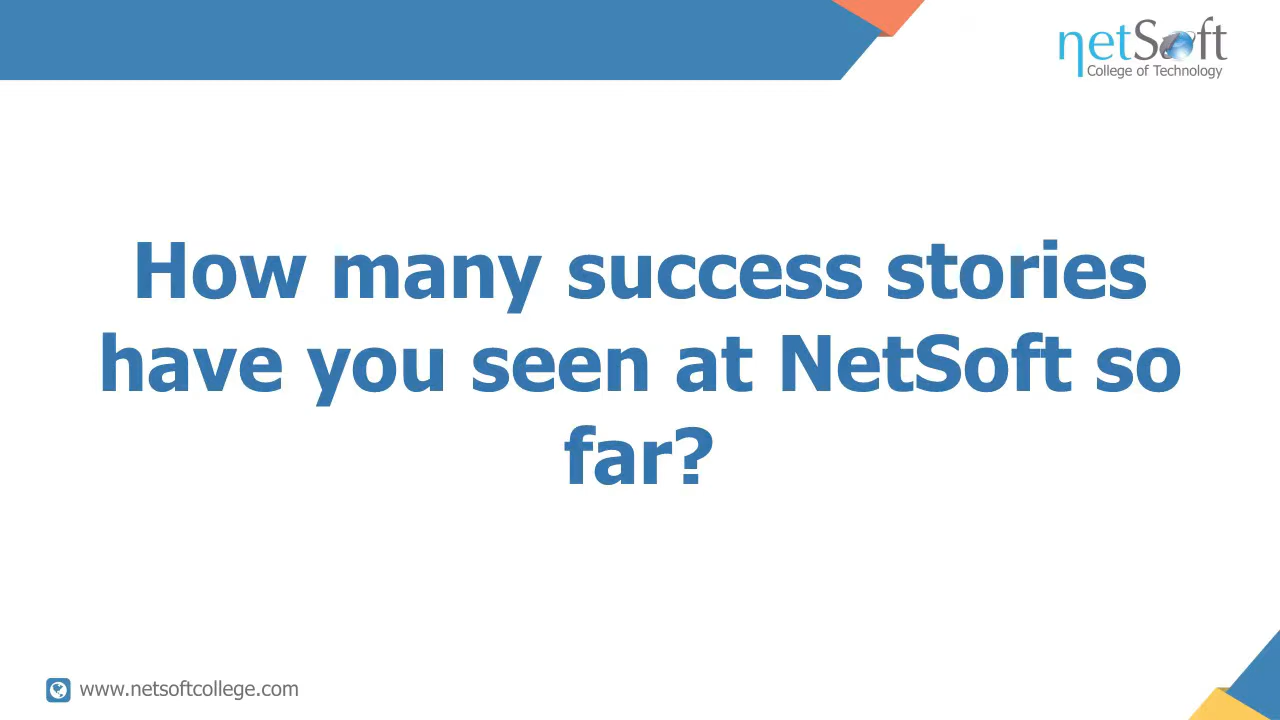 netSoft
College of Technology
How many success stories
have you seen at NetSoft so
far?
www.netsoftcollege.com